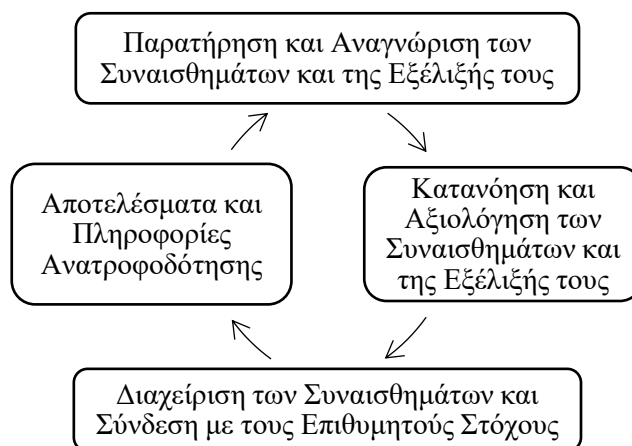 Παρατήρηση και Αναγνώριση των
Συναισθημάτων και της Εξέλιξής τους
Κατανόηση και
Αξιολόγηση των
Συναισθημάτων και
της Εξέλιξής τους
Διαχείριση των Συναισθημάτων και
Σύνδεση με τους Επιθυμητούς Στόχους
Αποτελέσματα και
Πληροφορίες
Ανατροφοδότησης